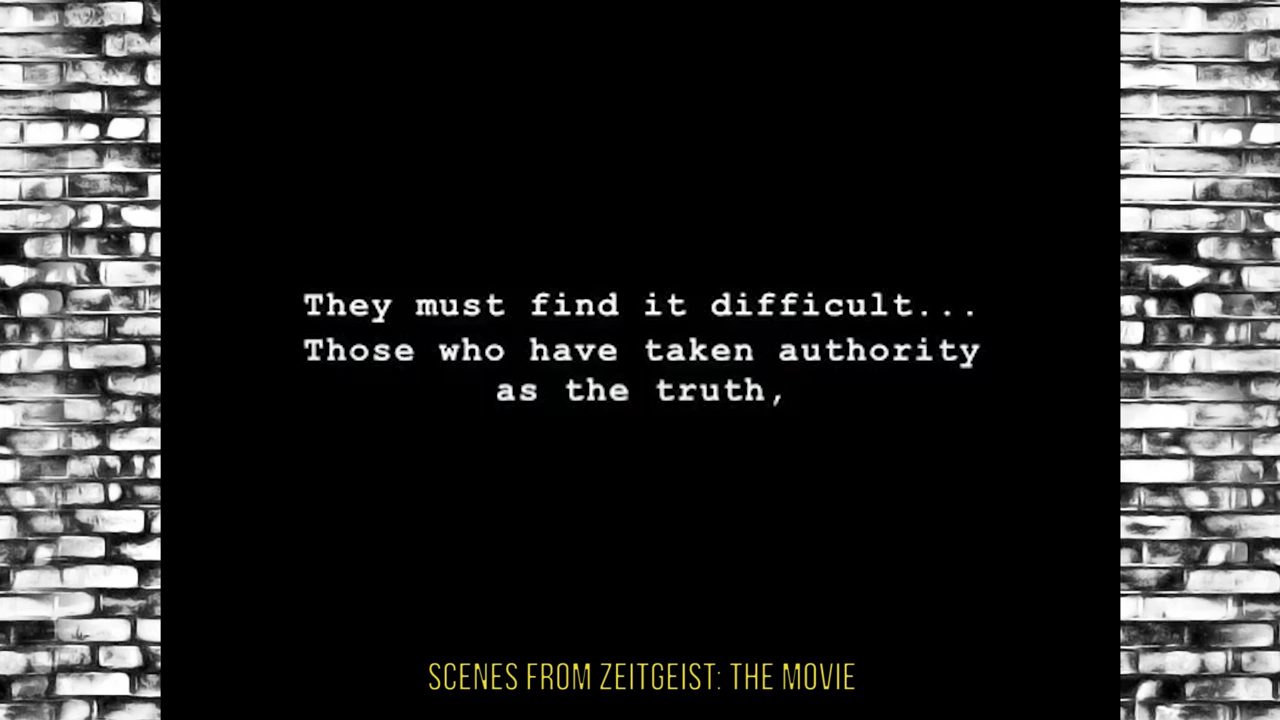 They must find it difficult...
Those who have taken authority
as the truth,
SCENES FROM ZEITGEIST: THE MOVIE